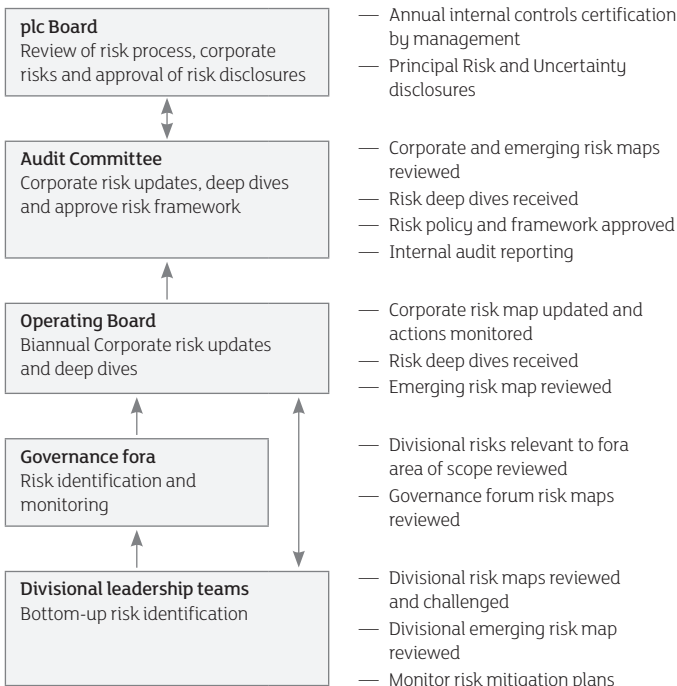 plc Board
Review of risk process, corporate
risks and approval of risk disclosures
— Annual internal controls certification
by management
— Principal Risk and Uncertainty
disclosures
Audit Committee
Corporate risk updates, deep dives
and approve risk framework
— Corporate and emerging risk maps
reviewed
— Risk deep dives received
— Risk policy and framework approved
— Internal audit reporting
Operating Board
Biannual Corporate risk updates
and deep dives
— Corporate risk map updated and
actions monitored
— Risk deep dives received
— Emerging risk map reviewed
Governance fora
Risk identification and
monitoring
— Divisional risks relevant to fora
area of scope reviewed
— Governance forum risk maps
reviewed
Divisional leadership teams
Bottom-up risk identification
— Divisional risk maps reviewed
and challenged
— Divisional emerging risk map
reviewed
— Monitor risk mitigation plans